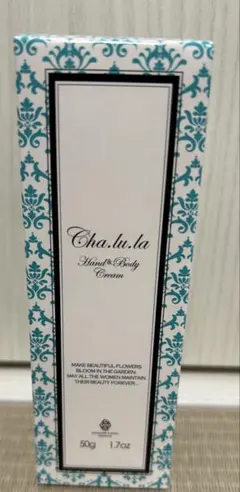 Cha.lu.la
Hand & Body
Cream
MAKE BEAUTIFUL FLOWERS
BLOOM IN THE GARDEN,
MAY ALL THE WOMEN MAINTAIN
THEIR BEAUTY FOREVER...
50g 1.7oz